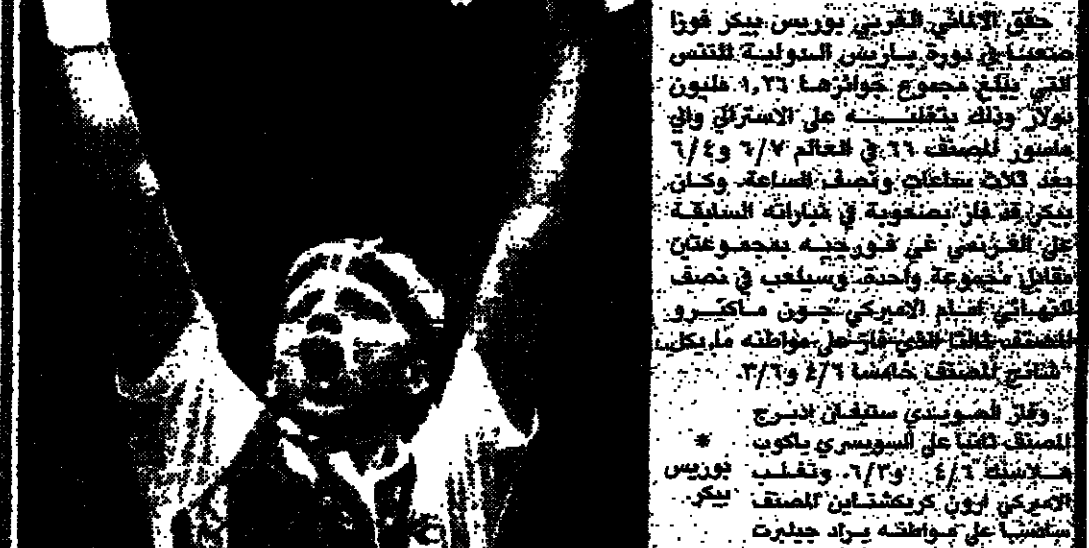 حقق الالماني الغربي بوريس بيكر فوزا
صعبا في دورة باريس الدولية للتنس
التي يبلغ مجموع جوائزها ١,٢٦ مليون
دولار وذلك بتغلبه على الاسترالي والي
ماسور المصنف ٦٦ في العالم ٦/٧ و٦/٤
بعد ثلاث ساعات ونصف الساعة. وكان
بيكر قد فاز بصعوبة في مباراته السابقة
على الفرنسي غي فورجيه بمجموعتين
مقابل مجموعة واحدة. وسيلعب في نصف
النهائي امام الاميركي جون ماكنرو
المصنف ثالثا الذي فاز على مواطنه مايكل
تشانج المصنف خامسا ٤/٦ و٣/٦.
وفاز السويدي ستيفان ادبرج
المصنف ثانيا على السويسري ياكوب
هلاسيك ٤/٦ و٦/٣. وتغلب
الاميركي ارون كريكشتاين المصنف
سادسا على مواطنه براد جيلبرت
*
بوريس
بيكر